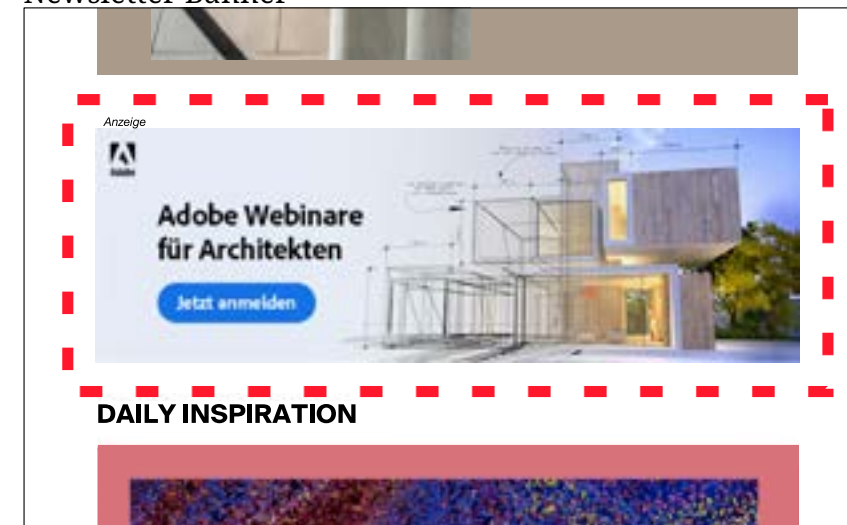 Newsletter Banner
Anzeige
Adobe
Adobe Webinare
für Architekten
Jetzt anmelden
DAILY INSPIRATION